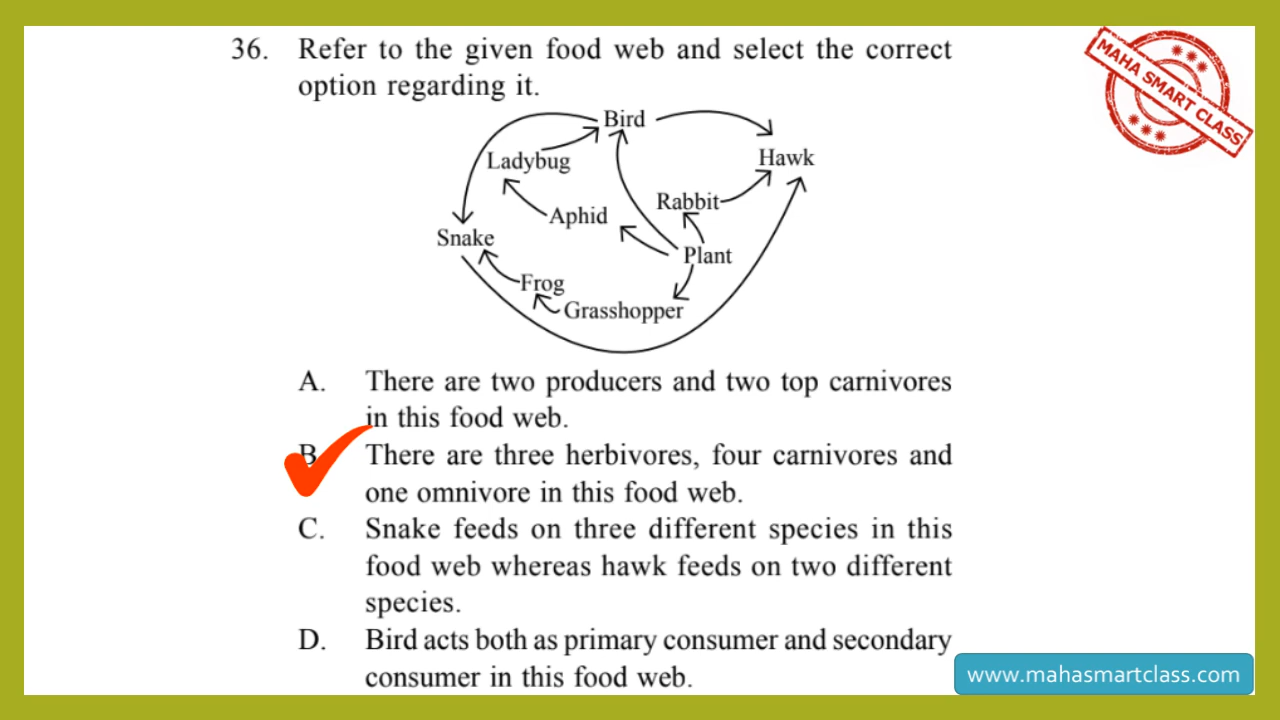 36. Refer to the given food web and select the correct
option regarding it.
MAHA SMART CLASS
Bird
Ladybug
Hawk
Rabbit
Aphid
Snake
Plant
Frog
Grasshopper
A. There are two producers and two top carnivores
in this food web.
B. There are three herbivores, four carnivores and
one omnivore in this food web.
C. Snake feeds on three different species in this
food web whereas hawk feeds on two different
species.
D. Bird acts both as primary consumer and secondary
consumer in this food web.
www.mahasmartclass.com